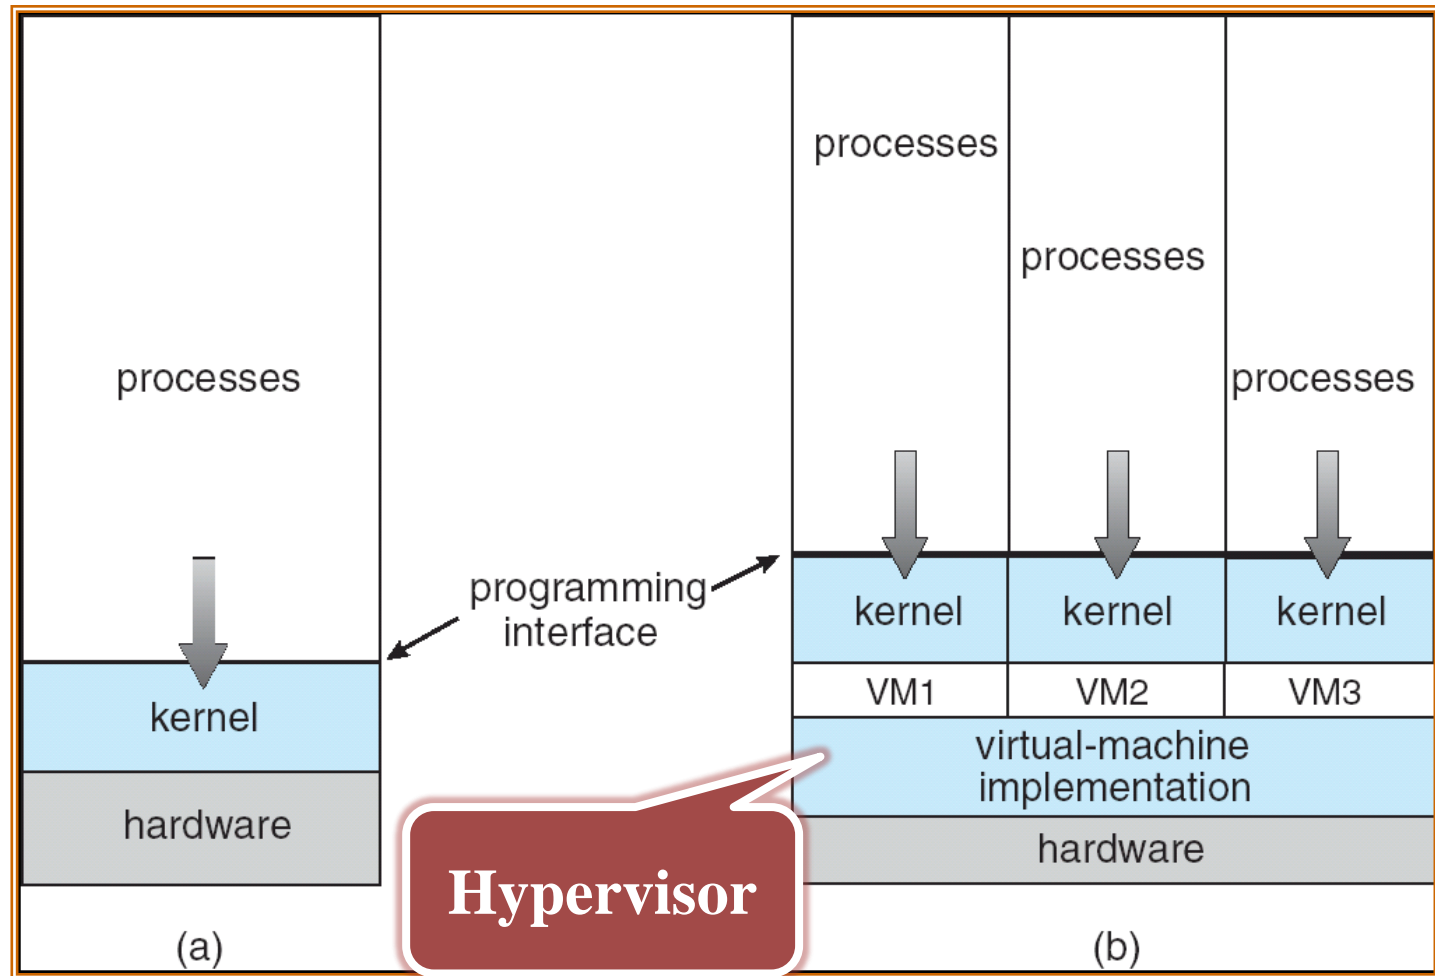 processes
kernel
hardware
(a)
programming
interface
processes
processes
processes
kernel
kernel
kernel
VM1
VM2
VM3
virtual-machine
implementation
hardware
(b)
Hypervisor